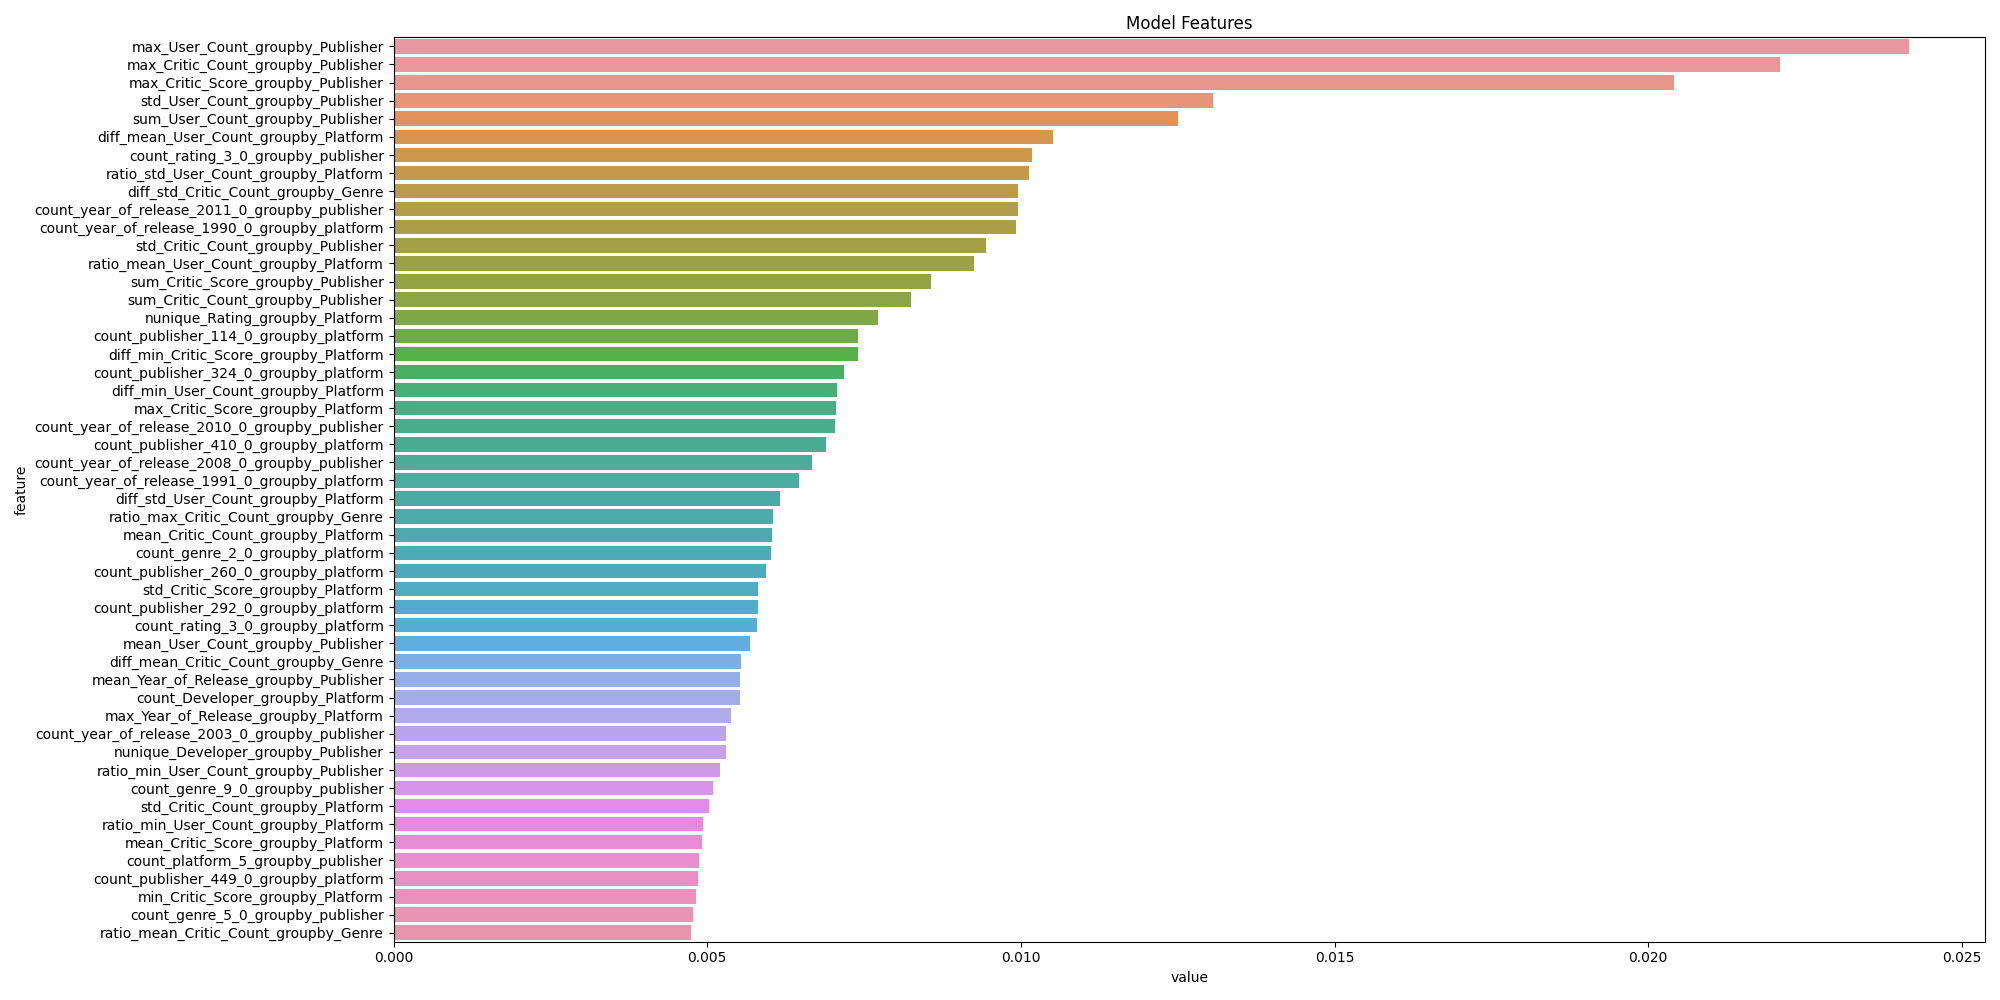 Model Features
max_User_Count_groupby_Publisher
max_Critic_Count_groupby_Publisher
max_Critic_Score_groupby_Publisher
std_User_Count_groupby_Publisher
sum_User_Count_groupby_Publisher
diff_mean_User_Count_groupby_Platform
count_rating_3_0_groupby_publisher
ratio_std_User_Count_groupby_Platform
diff_std_Critic_Count_groupby_Genre
count_year_of_release_2011_0_groupby_publisher
count_year_of_release_1990_0_groupby_platform
std_Critic_Count_groupby_Publisher
ratio_mean_User_Count_groupby_Platform
sum_Critic_Score_groupby_Publisher
sum_Critic_Count_groupby_Publisher
nunique_Rating_groupby_Platform
count_publisher_114_0_groupby_platform
diff_min_Critic_Score_groupby_Platform
count_publisher_324_0_groupby_platform
diff_min_User_Count_groupby_Platform
max_Critic_Score_groupby_Platform
count_year_of_release_2010_0_groupby_publisher
count_publisher_410_0_groupby_platform
count_year_of_release_2008_0_groupby_publisher
count_year_of_release_1991_0_groupby_platform
diff_std_User_Count_groupby_Platform
ratio_max_Critic_Count_groupby_Genre
mean_Critic_Count_groupby_Platform
count_genre_2_0_groupby_platform
count_publisher_260_0_groupby_platform
std_Critic_Score_groupby_Platform
count_publisher_292_0_groupby_platform
count_rating_3_0_groupby_platform
mean_User_Count_groupby_Publisher
diff_mean_Critic_Count_groupby_Genre
mean_Year_of_Release_groupby_Publisher
count_Developer_groupby_Platform
max_Year_of_Release_groupby_Platform
count_year_of_release_2003_0_groupby_publisher
nunique_Developer_groupby_Publisher
ratio_min_User_Count_groupby_Publisher
count_genre_9_0_groupby_publisher
std_Critic_Count_groupby_Platform
ratio_min_User_Count_groupby_Platform
mean_Critic_Score_groupby_Platform
count_platform_5_groupby_publisher
count_publisher_449_0_groupby_platform
min_Critic_Score_groupby_Platform
count_genre_5_0_groupby_publisher
ratio_mean_Critic_Count_groupby_Genre
feature
0.000 0.005 0.010 0.015 0.020 0.025
value